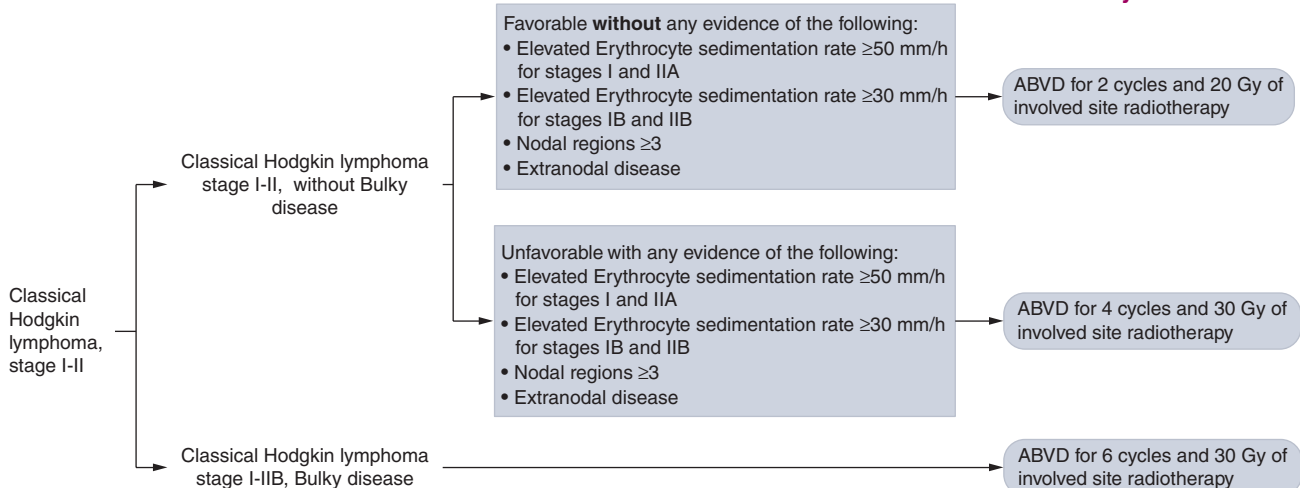 Favorable without any evidence of the following:
• Elevated Erythrocyte sedimentation rate ≥50 mm/h
for stages I and IIA
• Elevated Erythrocyte sedimentation rate ≥30 mm/h
for stages IB and IIB
• Nodal regions ≥3
• Extranodal disease
ABVD for 2 cycles and 20 Gy of
involved site radiotherapy
Classical Hodgkin lymphoma
stage I-II, without Bulky
disease
Unfavorable with any evidence of the following:
• Elevated Erythrocyte sedimentation rate ≥50 mm/h
for stages I and IIA
• Elevated Erythrocyte sedimentation rate ≥30 mm/h
for stages IB and IIB
• Nodal regions ≥3
• Extranodal disease
ABVD for 4 cycles and 30 Gy of
involved site radiotherapy
Classical
Hodgkin
lymphoma,
stage I-II
Classical Hodgkin lymphoma
stage I-IIB, Bulky disease
ABVD for 6 cycles and 30 Gy of
involved site radiotherapy